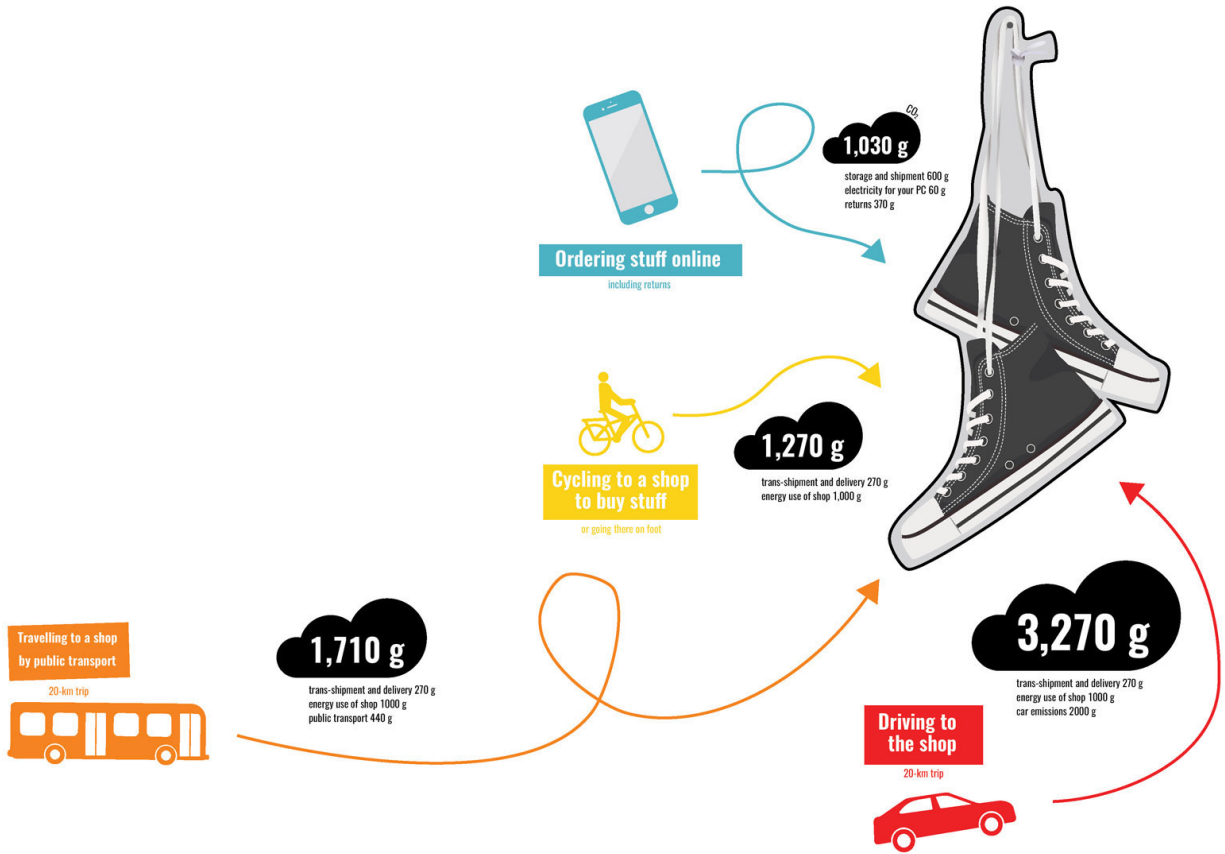 CO₂
1,030 g
storage and shipment 600 g
electricity for your PC 60 g
returns 370 g
Ordering stuff online
including returns
1,270 g
trans-shipment and delivery 270 g
energy use of shop 1,000 g
Cycling to a shop
to buy stuff
or going there on foot
Travelling to a shop
by public transport
20-km trip
1,710 g
trans-shipment and delivery 270 g
energy use of shop 1000 g
public transport 440 g
3,270 g
trans-shipment and delivery 270 g
energy use of shop 1000 g
car emissions 2000 g
Driving to
the shop
20-km trip